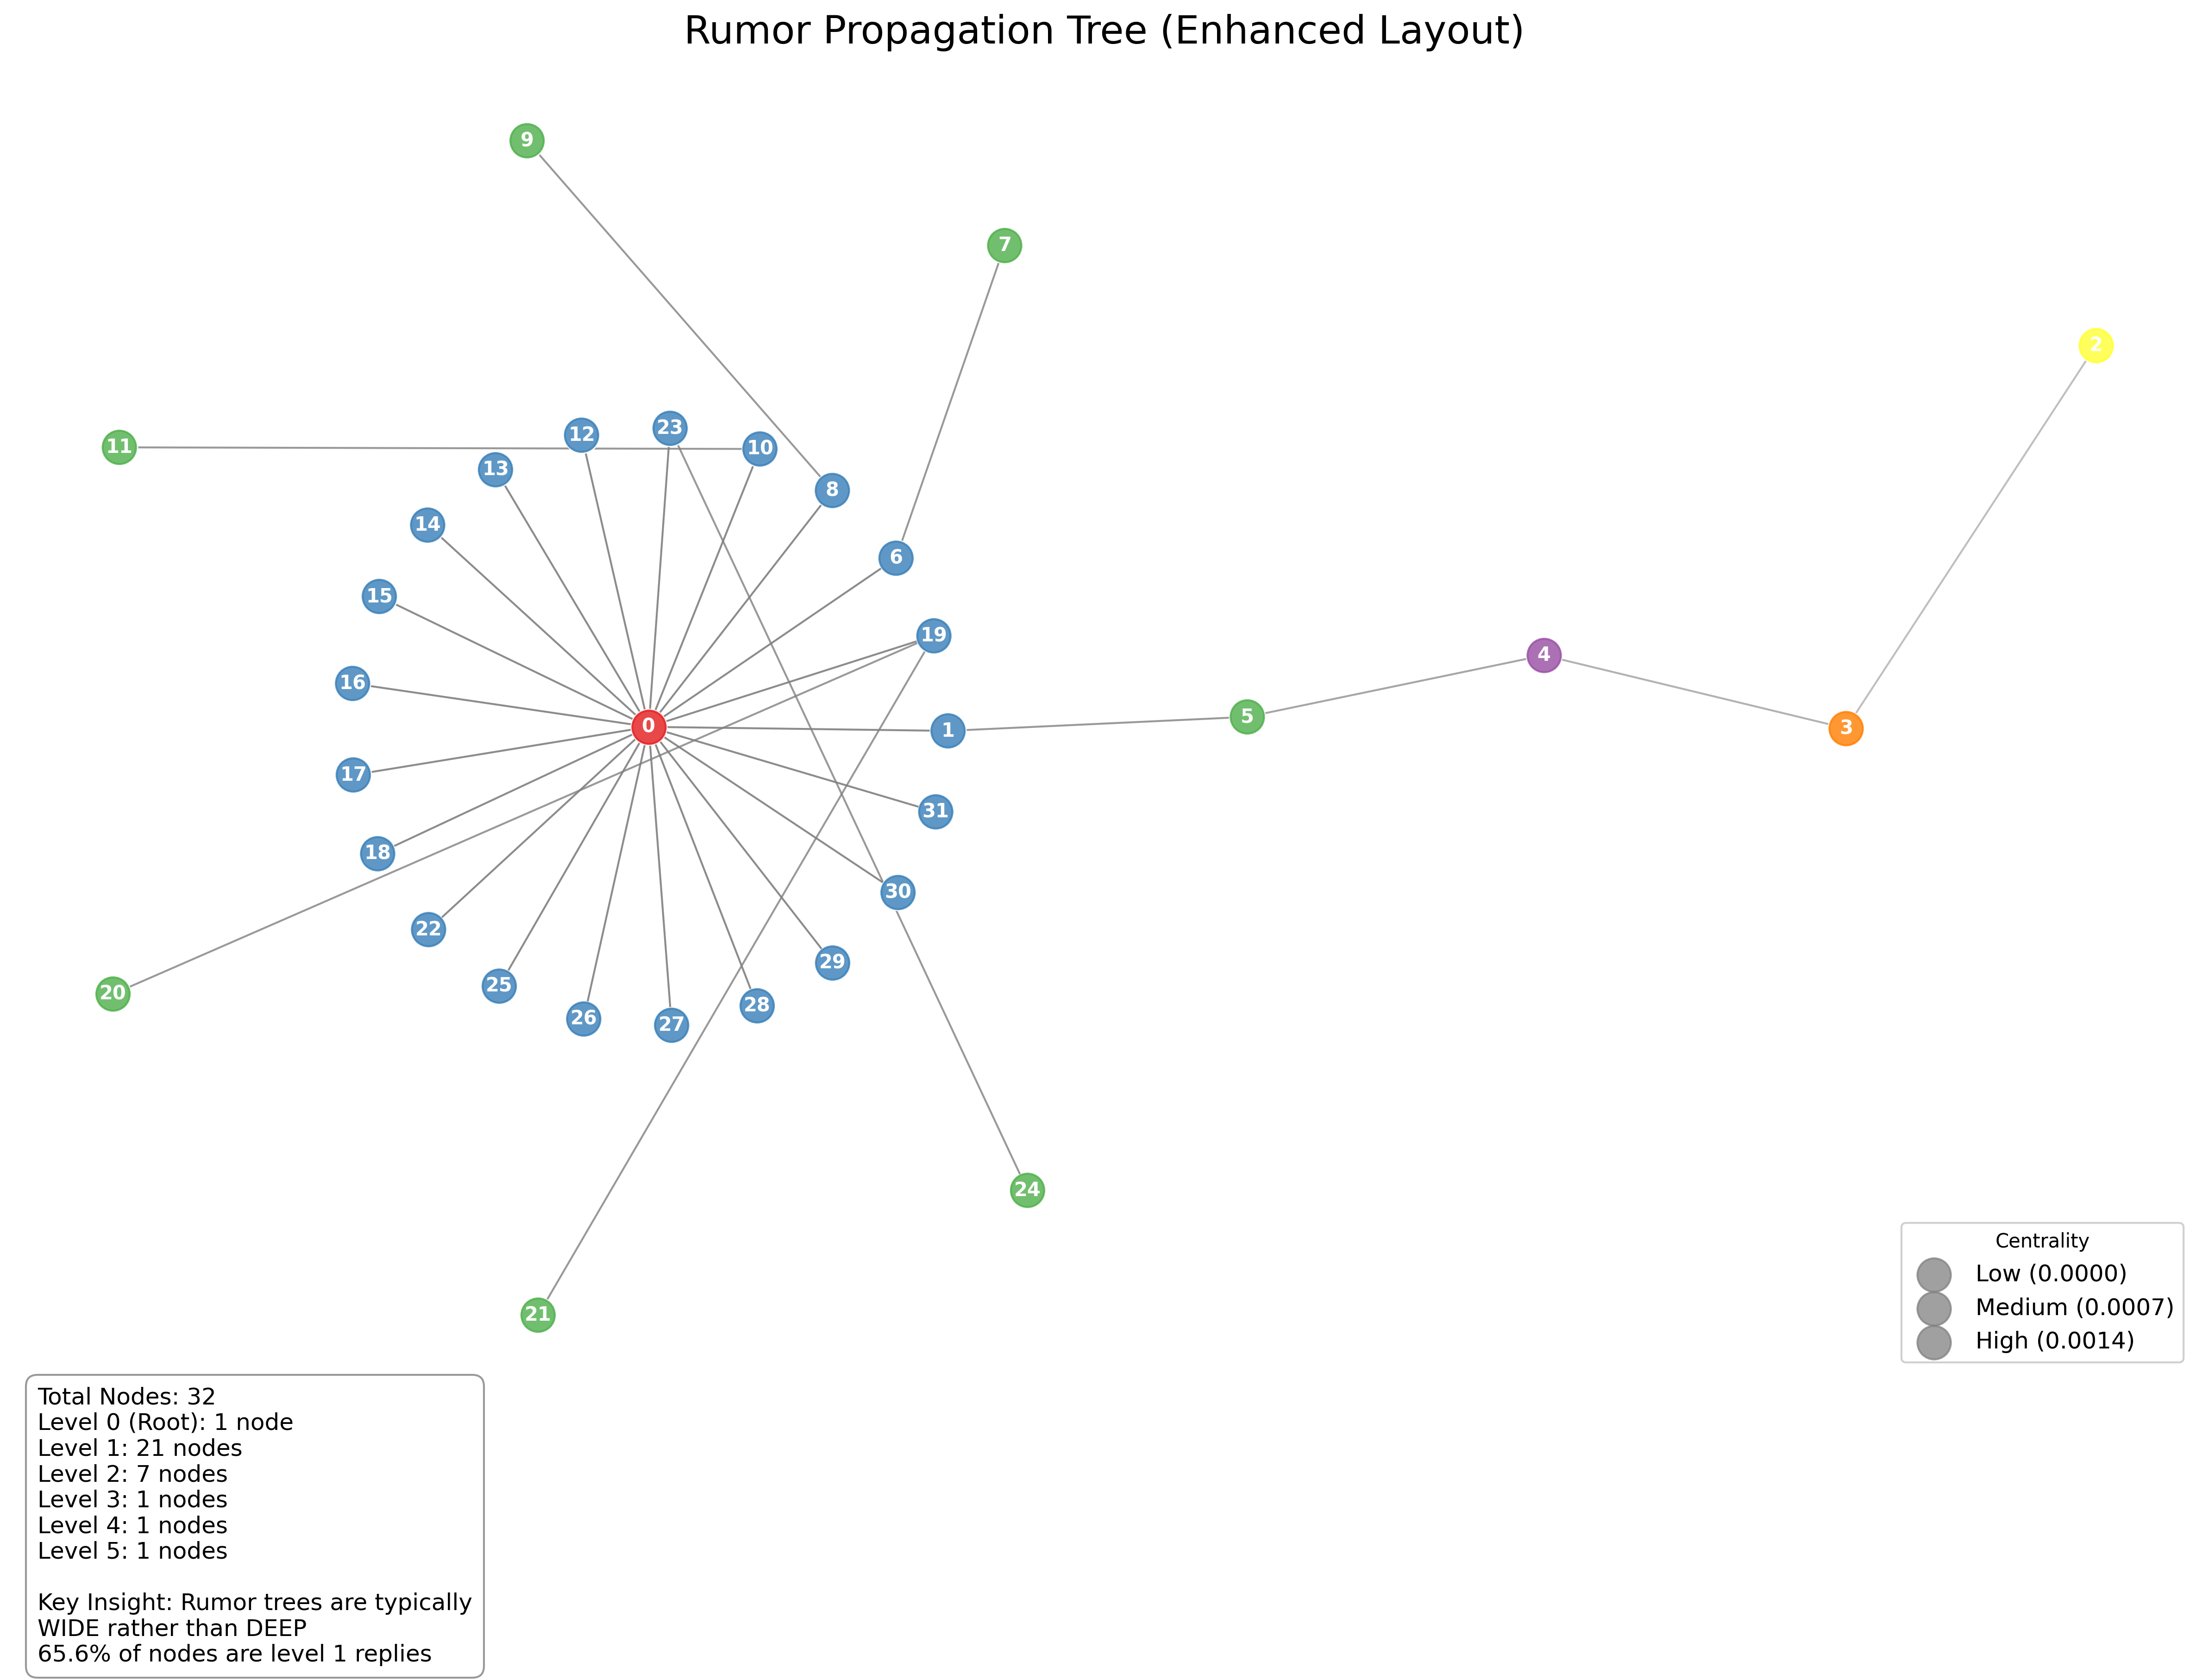 Rumor Propagation Tree (Enhanced Layout)
9
7
2
12
23
10
11
13
8
14
6
15
19
4
16
5
0
3
1
17
31
18
30
22
29
20
25
28
26
27
24
21
Centrality
Low (0.0000)
Medium (0.0007)
High (0.0014)
Total Nodes: 32
Level 0 (Root): 1 node
Level 1: 21 nodes
Level 2: 7 nodes
Level 3: 1 nodes
Level 4: 1 nodes
Level 5: 1 nodes
Key Insight: Rumor trees are typically
WIDE rather than DEEP
65.6% of nodes are level 1 replies